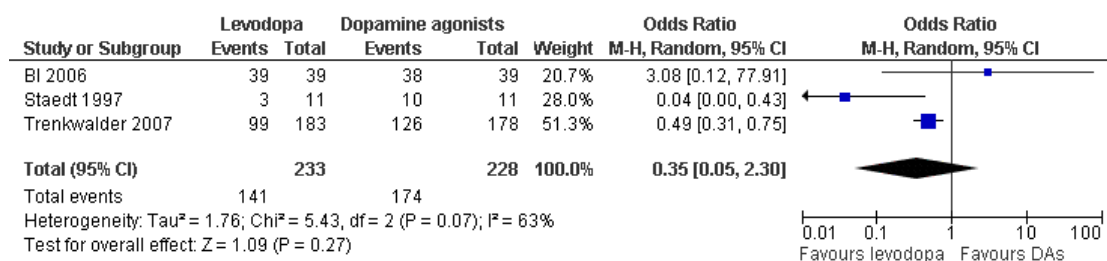 Levodopa Dopamine agonists Odds Ratio Odds Ratio
Study or Subgroup Events Total Events Total Weight M-H, Random, 95% CI M-H, Random, 95% CI
BI 2006 39 39 38 39 20.7% 3.08 [0.12, 77.91]
Staedt 1997 3 11 10 11 28.0% 0.04 [0.00, 0.43]
Trenkwalder 2007 99 183 126 178 51.3% 0.49 [0.31, 0.75]
Total (95% CI) 233 228 100.0% 0.35 [0.05, 2.30]
Total events 141 174
Heterogeneity: Tau² = 1.76; Chi² = 5.43, df = 2 (P = 0.07); I² = 63%
Test for overall effect: Z = 1.09 (P = 0.27)
0.01 0.1 1 10 100
Favours levodopa Favours DAs